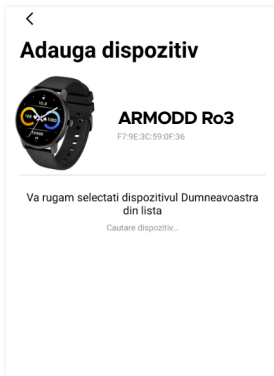 Adauga dispozitiv
ARMODD Ro3
F7:9E:3C:59:0F:36
Va rugam selectati dispozitivul Dumneavoastra
din lista
Cautare dispozitiv...